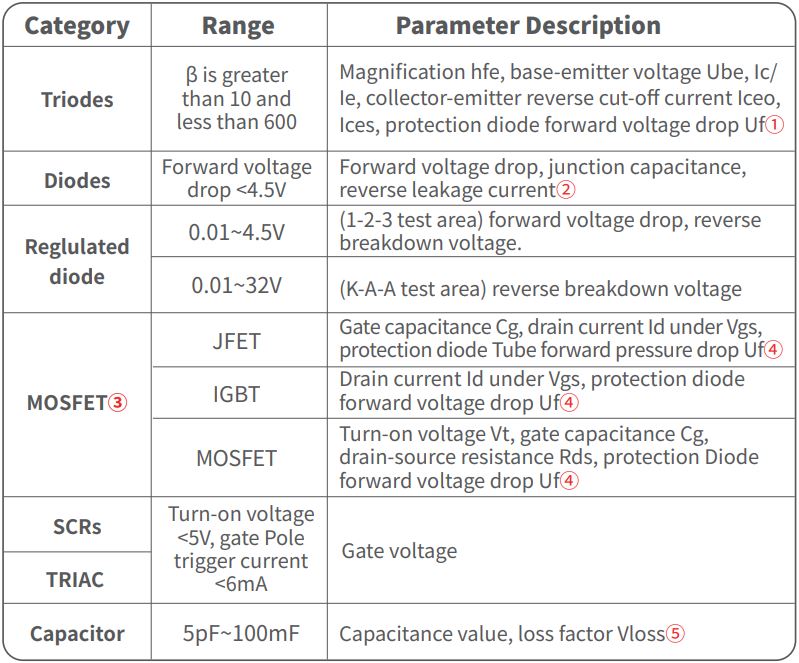 Category Range Parameter Description
Triodes
β is greater
than 10 and
less than 600
Magnification hfe, base-emitter voltage Ube, Ic/
Ie, collector-emitter reverse cut-off current Iceo,
Ices, protection diode forward voltage drop Uf①
Diodes
Forward voltage
drop <4.5V
Forward voltage drop, junction capacitance,
reverse leakage current②
Reglulated
diode
0.01~4.5V
(1-2-3 test area) forward voltage drop, reverse
breakdown voltage.
0.01~32V
(K-A-A test area) reverse breakdown voltage
MOSFET③
JFET
Gate capacitance Cg, drain current Id under Vgs,
protection diode Tube forward pressure drop Uf④
IGBT
Drain current Id under Vgs, protection diode
forward voltage drop Uf④
MOSFET
Turn-on voltage Vt, gate capacitance Cg,
drain-source resistance Rds, protection Diode
forward voltage drop Uf④
SCRs
TRIAC
Turn-on voltage
<5V, gate Pole
trigger current
<6mA
Gate voltage
Capacitor
5pF~100mF
Capacitance value, loss factor Vloss⑤